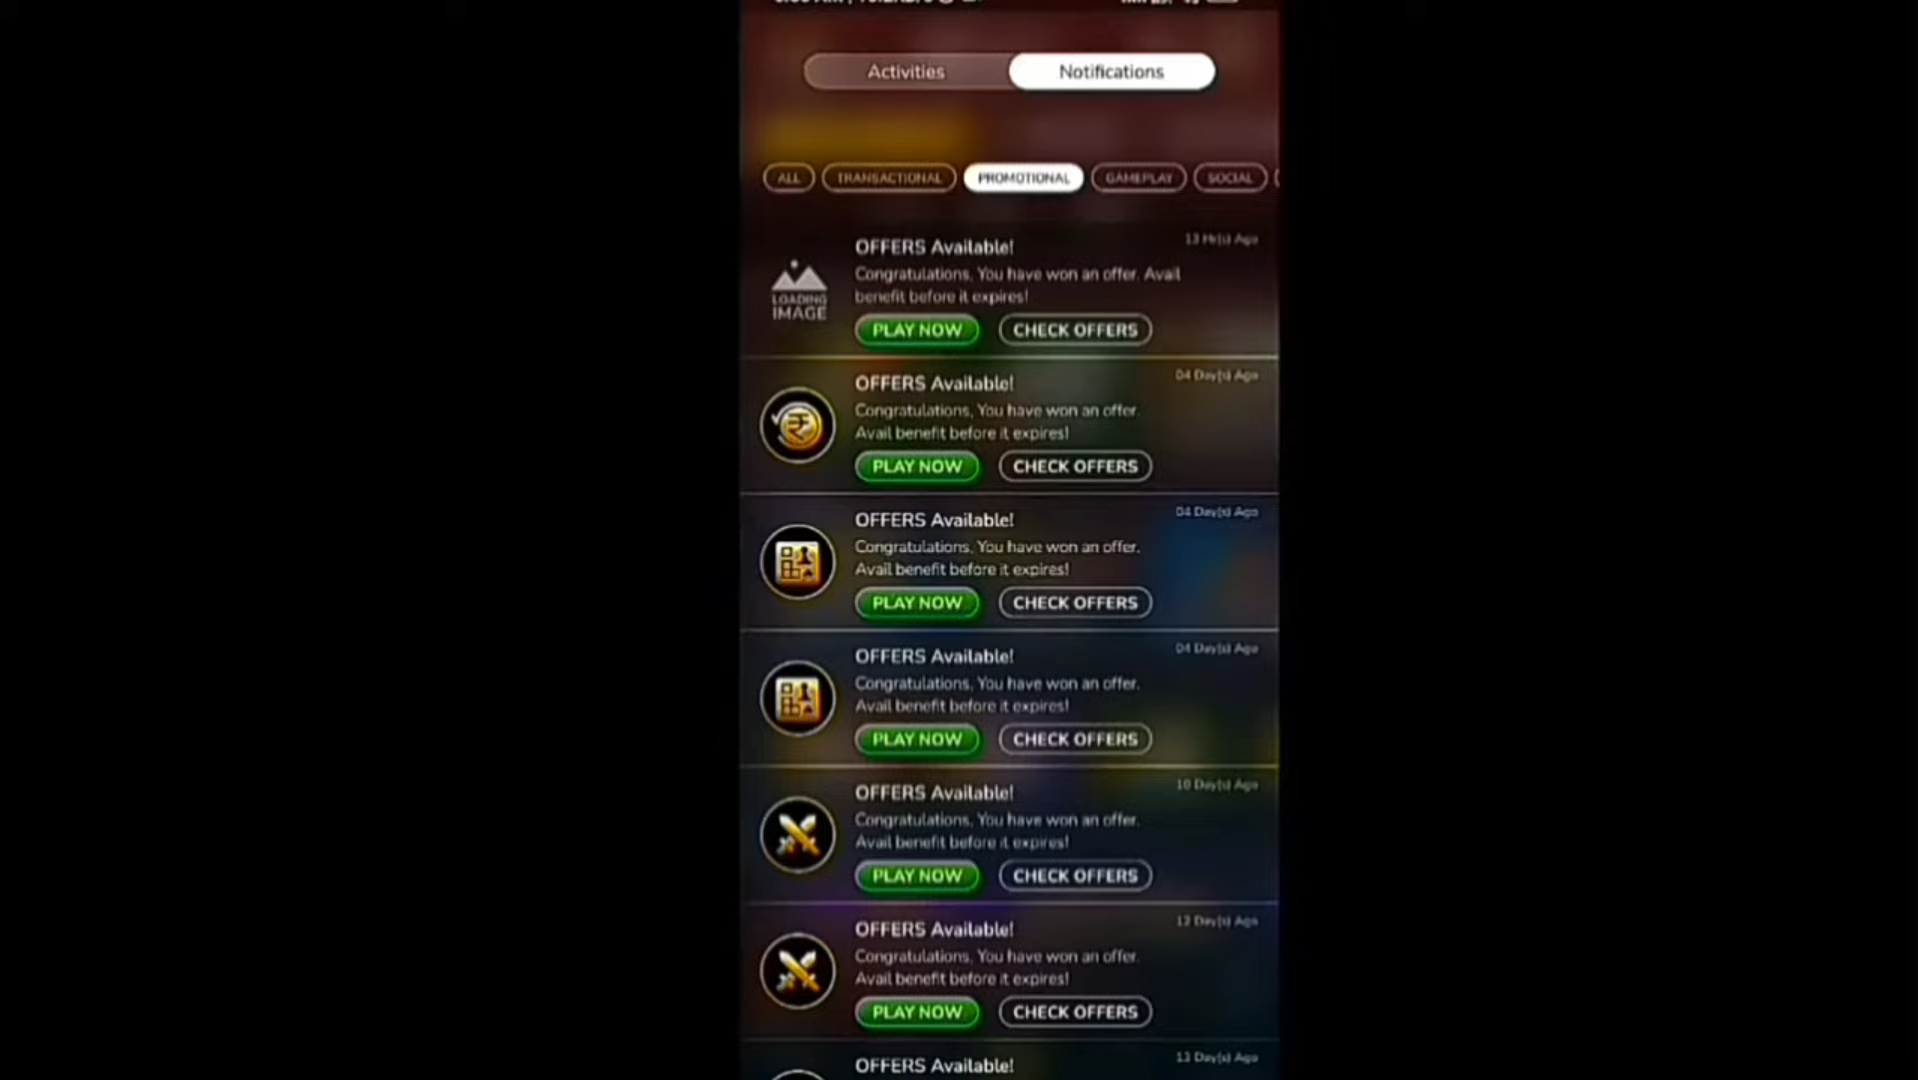 Activities
Notifications
ALL
TRANSACTIONAL
PROMOTIONAL
GAMEPLAY
SOCIAL
OFFERS Available!
13 Hr(s) Ago
Congratulations, You have won an offer. Avail
benefit before it expires!
LOADING
IMAGE
PLAY NOW
CHECK OFFERS
OFFERS Available!
04 Day(s) Ago
Congratulations, You have won an offer.
Avail benefit before it expires!
PLAY NOW
CHECK OFFERS
OFFERS Available!
04 Day(s) Ago
Congratulations, You have won an offer.
Avail benefit before it expires!
PLAY NOW
CHECK OFFERS
OFFERS Available!
04 Day(s) Ago
Congratulations, You have won an offer.
Avail benefit before it expires!
PLAY NOW
CHECK OFFERS
OFFERS Available!
10 Day(s) Ago
Congratulations, You have won an offer.
Avail benefit before it expires!
PLAY NOW
CHECK OFFERS
OFFERS Available!
Day(s) Ago
Congratulations, You have won an offer.
Avail benefit before it expires!
PLAY NOW
CHECK OFFERS
OFFERS Available!
Day(s) Ago